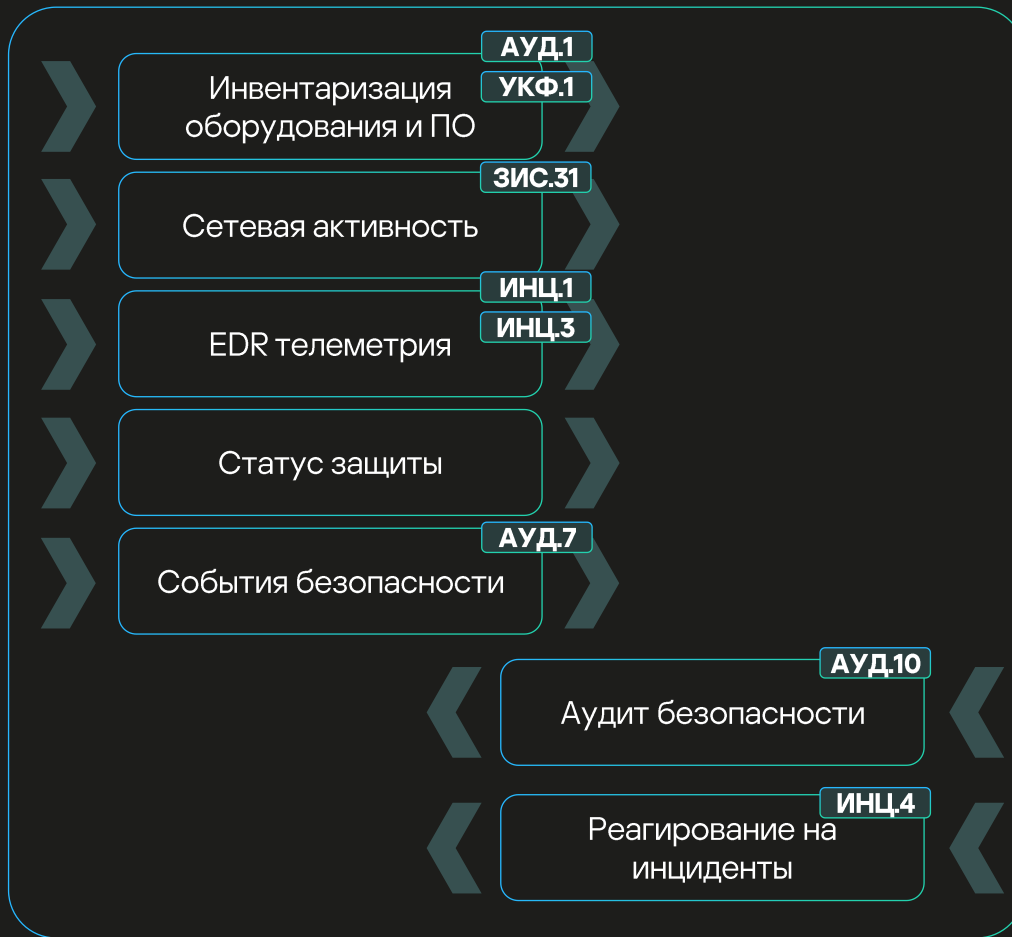 АУД.1
УКФ.1
Инвентаризация
оборудования и ПО
ЗИС.31
Сетевая активность
ИНЦ.1
ИНЦ.3
EDR телеметрия
Статус защиты
АУД.7
События безопасности
АУД.10
Аудит безопасности
ИНЦ.4
Реагирование на
инциденты